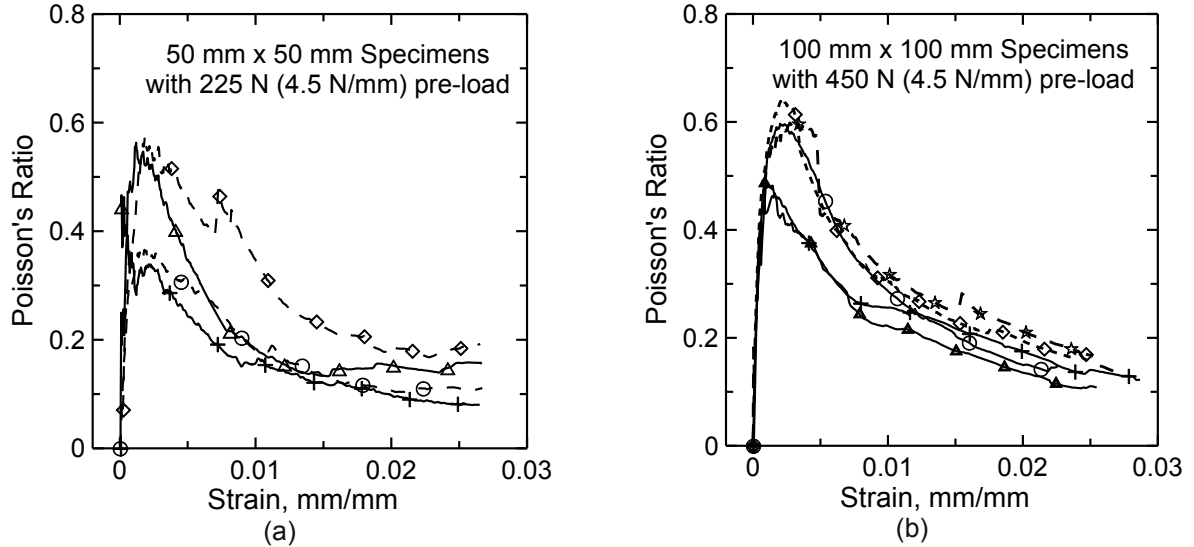 0.8
0.6
0.4
0.2
0
Poisson's Ratio
50 mm x 50 mm Specimens
with 225 N (4.5 N/mm) pre-load
0 0.01 0.02 0.03
Strain, mm/mm
(a)
0.8
0.6
0.4
0.2
0
Poisson's Ratio
100 mm x 100 mm Specimens
with 450 N (4.5 N/mm) pre-load
0 0.01 0.02 0.03
Strain, mm/mm
(b)